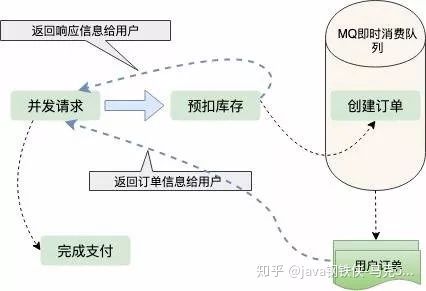 返回响应信息给用户
MQ即时消费队
列
并发请求
预扣库存
创建订单
返回订单信息给用户
完成支付
用户订单
知乎 @java钢铁侠 马克